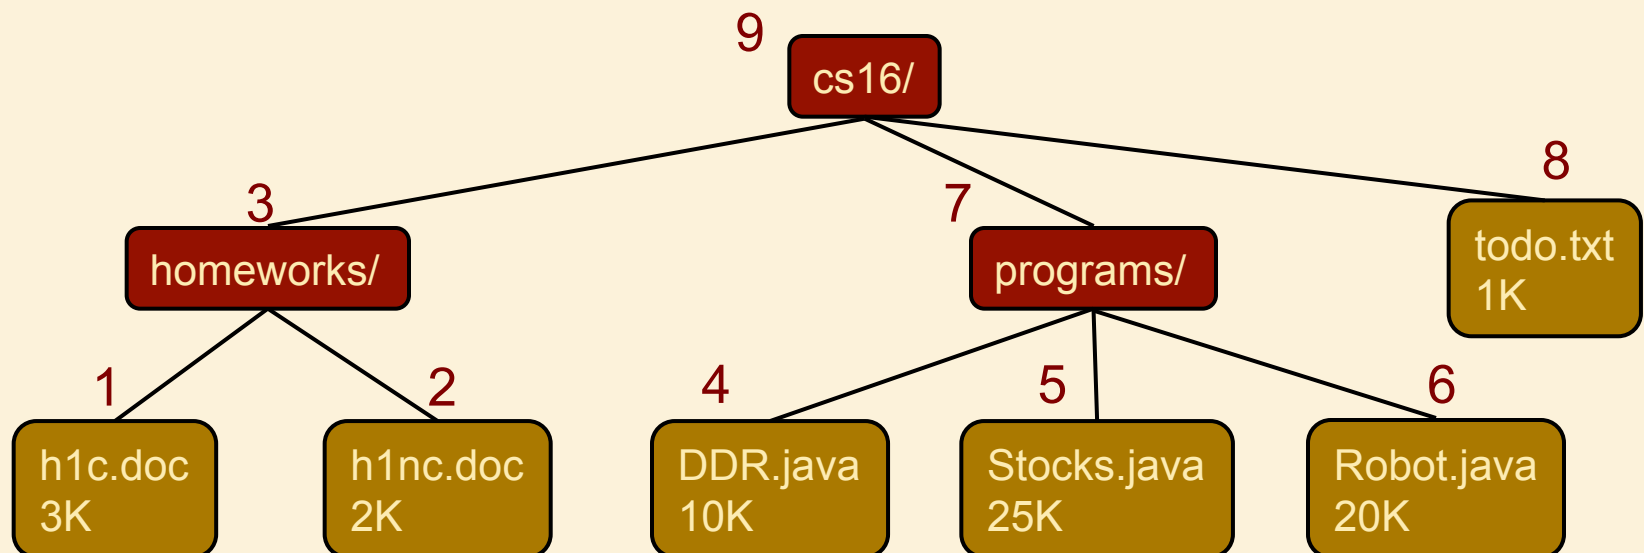 9
cs16/
8
3
7
homeworks/
programs/
todo.txt
1K
1
2
4
5
6
h1c.doc
3K
h1nc.doc
2K
DDR.java
10K
Stocks.java
25K
Robot.java
20K